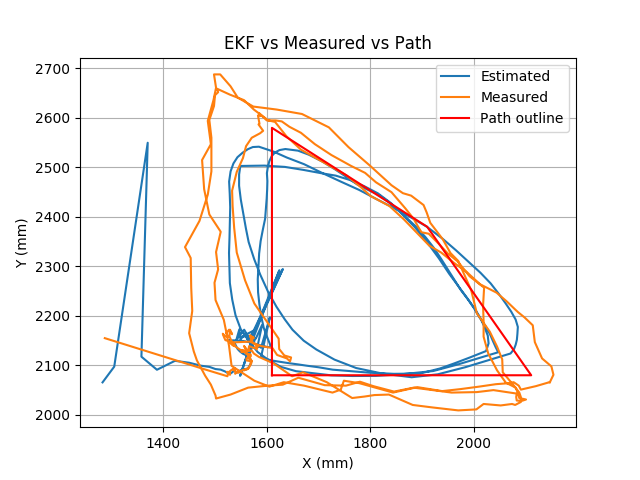 EKF vs Measured vs Path
Estimated
Measured
Path outline
2700
2600
2500
2400
2300
2200
2100
2000
Y (mm)
1400 1600 1800 2000
X (mm)